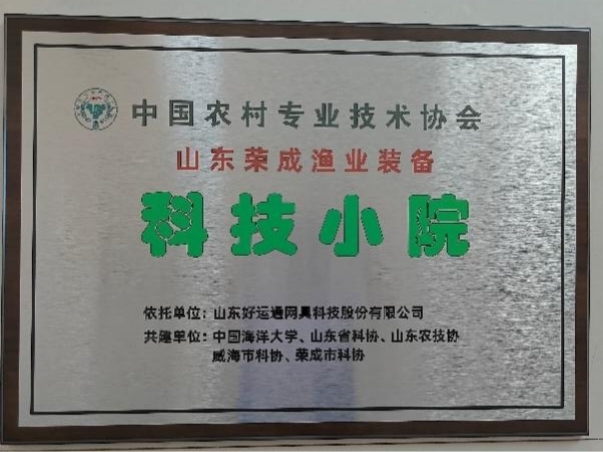 中国农村专业技术协会
山东荣成渔业装备
科技小院
依托单位：山东好运通网具科技股份有限公司
共建单位：中国海洋大学、山东省科协、山东农技协
威海市科协、荣成市科协